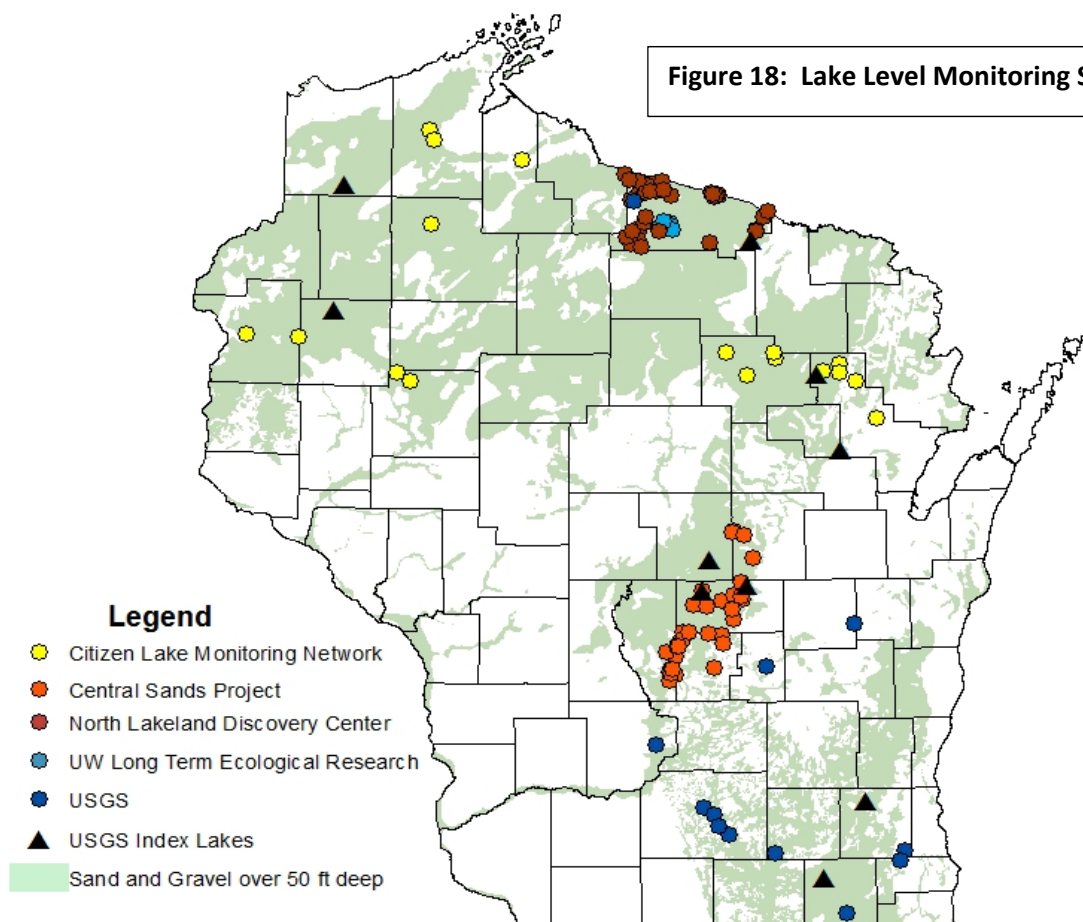 Figure 18:  Lake Level Monitoring
Legend
Citizen Lake Monitoring Network
Central Sands Project
North Lakeland Discovery Center
UW Long Term Ecological Research
USGS
USGS Index Lakes
Sand and Gravel over 50 ft deep